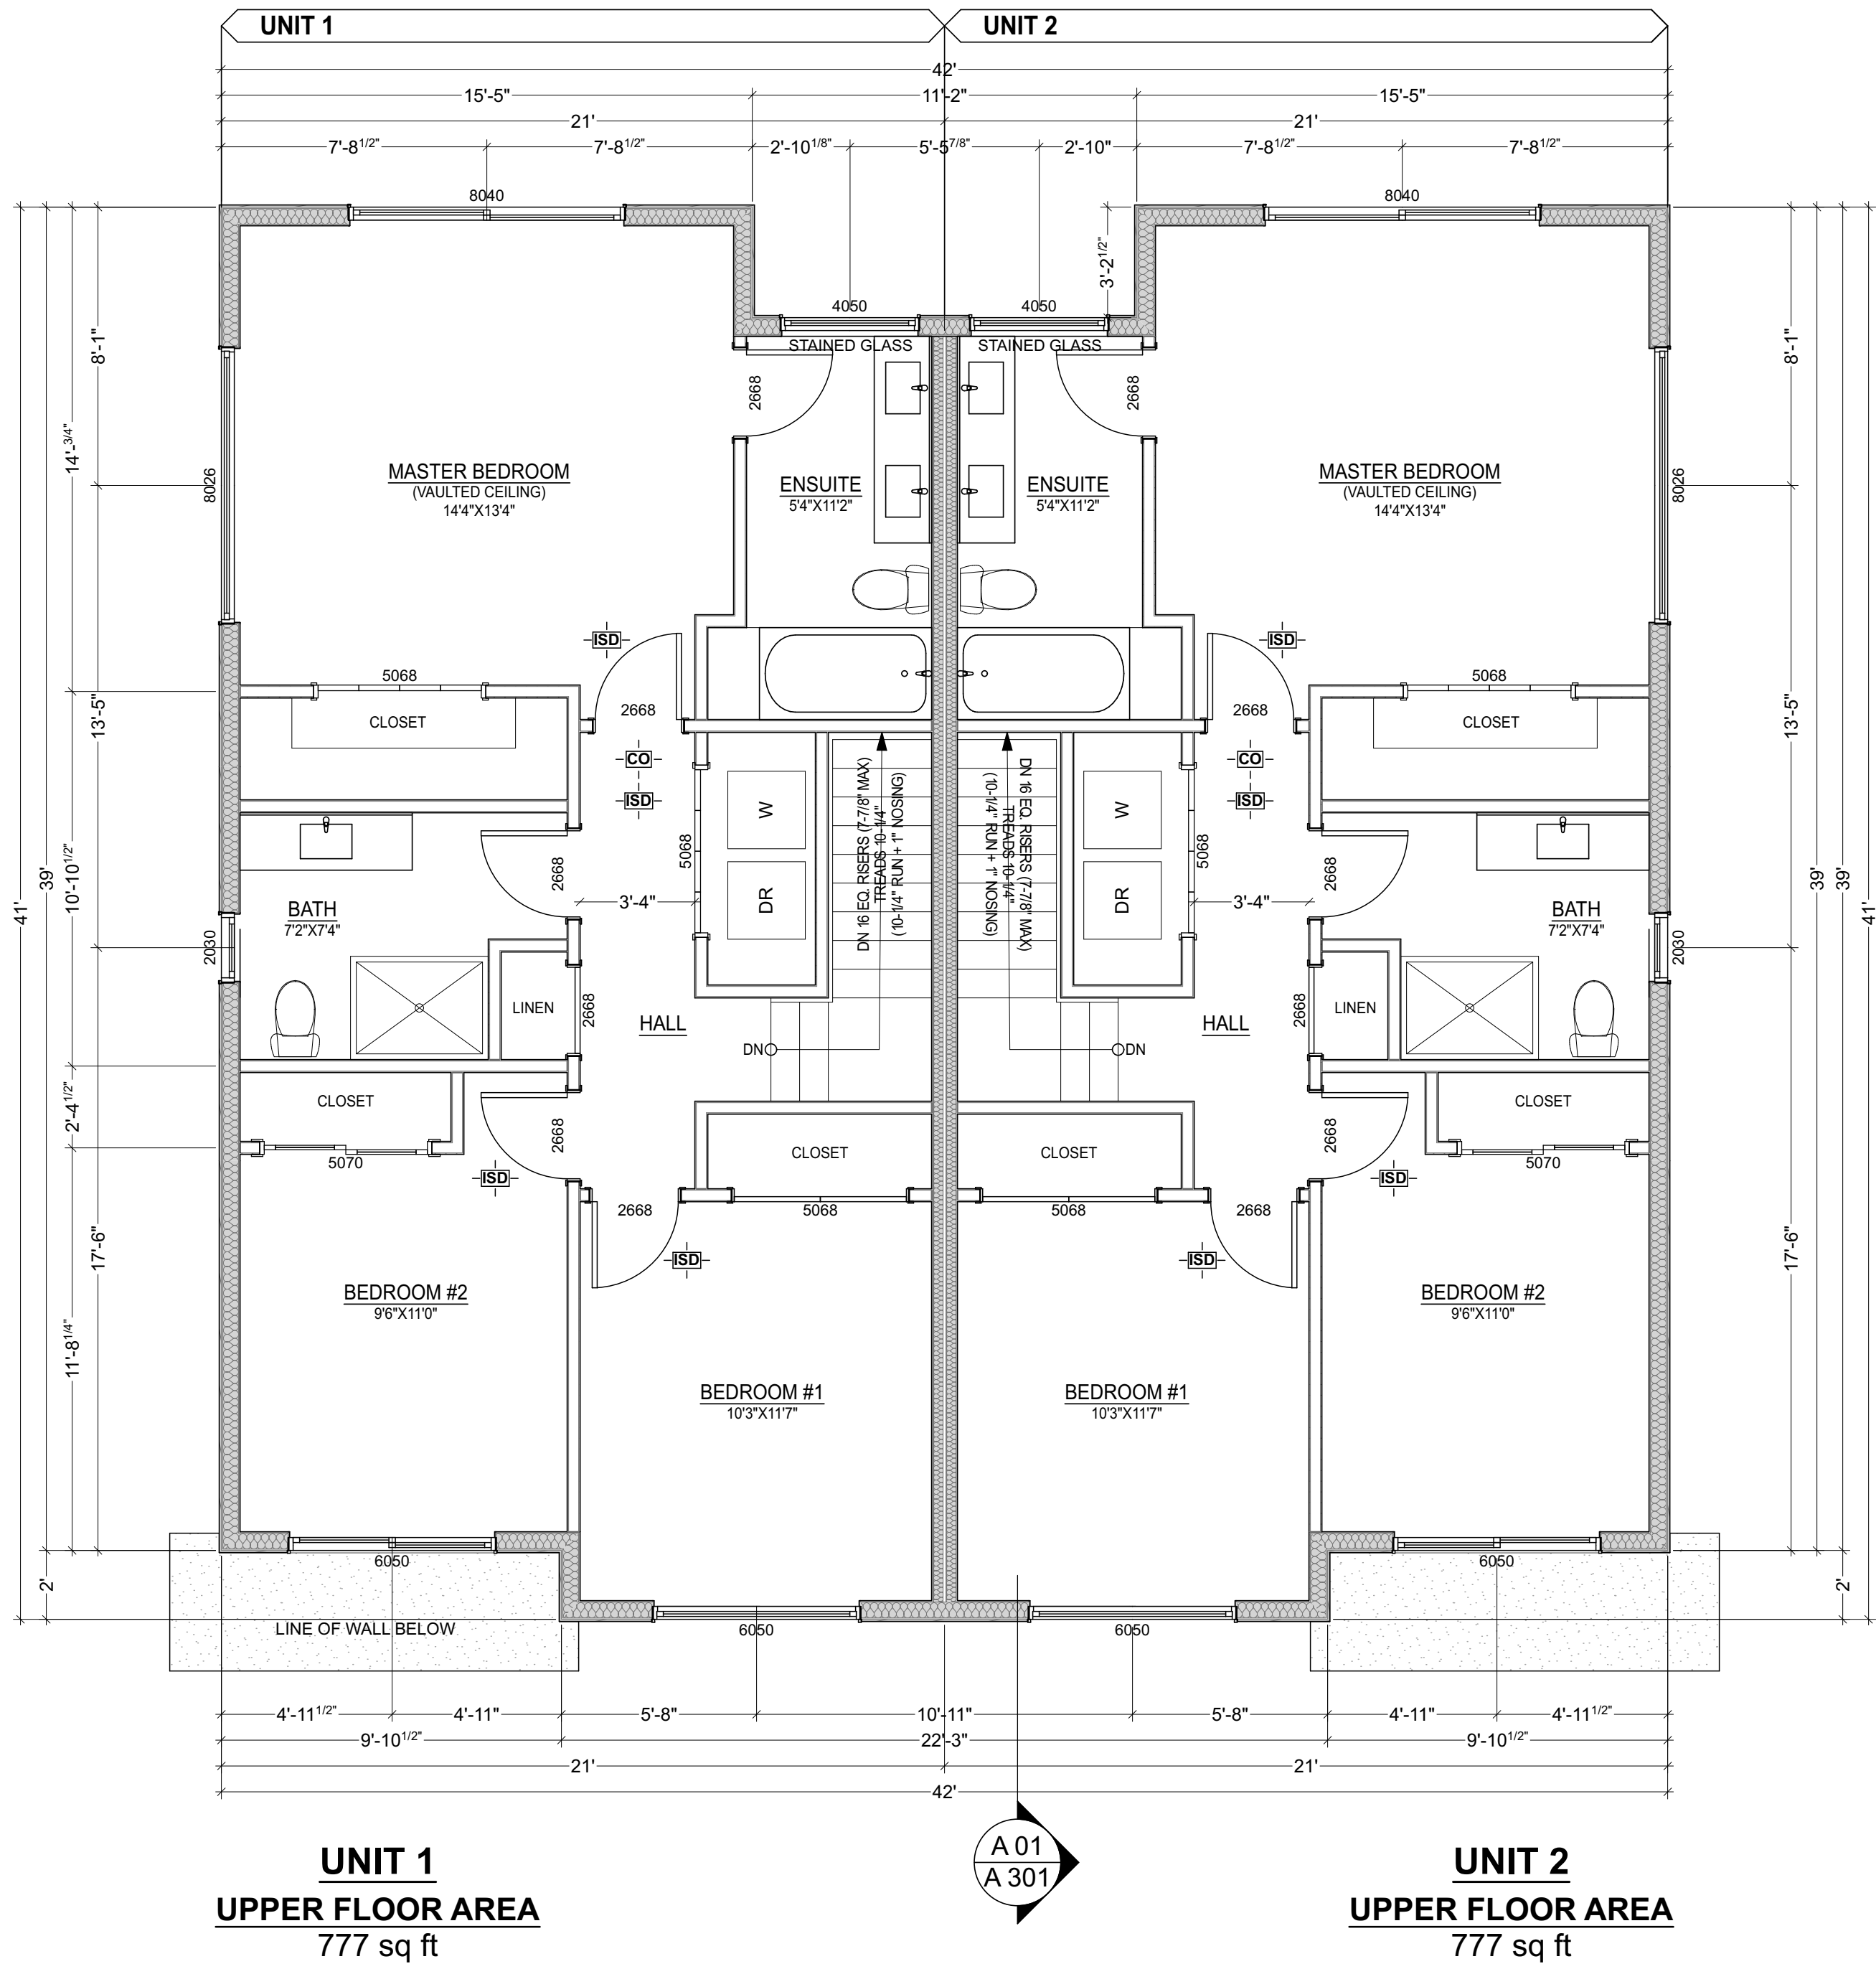 UNIT 1
UNIT 2
42'
15'-5"
11'-2"
15'-5"
21'
21'
7'-8 1/2"
7'-8 1/2"
2'-10 1/8"
5'-5 7/8"
2'-10"
7'-8 1/2"
7'-8 1/2"
8040
8040
3'-2 1/2"
4050
4050
STAINED GLASS
STAINED GLASS
8'-1"
8'-1"
2668
2668
14'-3/4"
8026
8026
MASTER BEDROOM
(VAULTED CEILING)
14'4"X13'4"
ENSUITE
5'4"X11'2"
ENSUITE
5'4"X11'2"
MASTER BEDROOM
(VAULTED CEILING)
14'4"X13'4"
ISD
ISD
5068
5068
2668
2668
CLOSET
CLOSET
13'-5"
13'-5"
CO
CO
ISD
ISD
W
W
DR
DR
5068
5068
DN 16 EQ. RISERS (7-7/8" MAX)
TREADS 10-1/4"
(10-1/4" RUN + 1" NOSING)
DN 16 EQ. RISERS (7-7/8" MAX)
TREADS 10-1/4"
(10-1/4" RUN + 1" NOSING)
2668
2668
3'-4"
3'-4"
41'
39'
10'-10 1/2"
39'
39'
41'
BATH
7'2"X7'4"
BATH
7'2"X7'4"
2030
2030
LINEN
LINEN
2668
2668
HALL
HALL
DN
DN
2'-4 1/2"
CLOSET
CLOSET
2668
2668
CLOSET
CLOSET
5070
5070
ISD
ISD
2668
5068
5068
2668
ISD
ISD
17'-6"
17'-6"
11'-8 1/4"
BEDROOM #2
9'6"X11'0"
BEDROOM #2
9'6"X11'0"
BEDROOM #1
10'3"X11'7"
BEDROOM #1
10'3"X11'7"
6050
6050
2'
2'
LINE OF WALL BELOW
6050
6050
4'-11 1/2"
4'-11"
5'-8"
10'-11"
5'-8"
4'-11"
4'-11 1/2"
9'-10 1/2"
22'-3"
9'-10 1/2"
21'
21'
42'
A 01
A 301
UNIT 1
UPPER FLOOR AREA
777 sq ft
UNIT 2
UPPER FLOOR AREA
777 sq ft